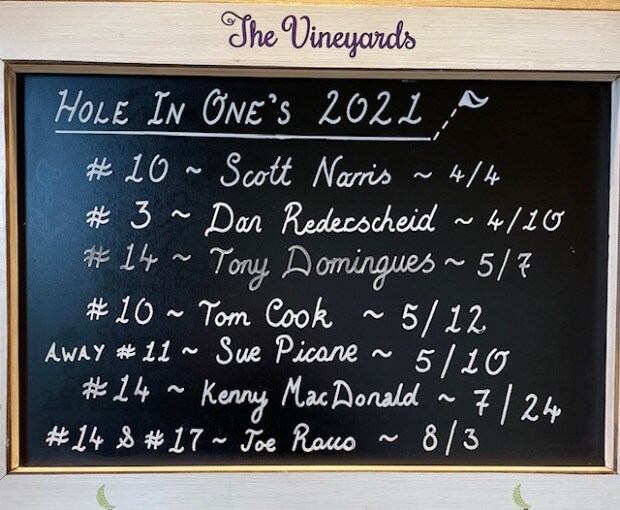 The Vineyards
HOLE IN ONE'S 2021
# 10 ~ Scott Narris ~ 4/4
# 3 ~ Dan Rederscheid ~ 4/10
# 14 ~ Tony Domingues ~ 5/7
# 10 ~ Tom Cook ~ 5/12
AWAY # 11 ~ Sue Picane ~ 5/10
# 14 ~ Kenny MacDonald ~ 7/24
#14 & #17 ~ Joe ~ 8/3